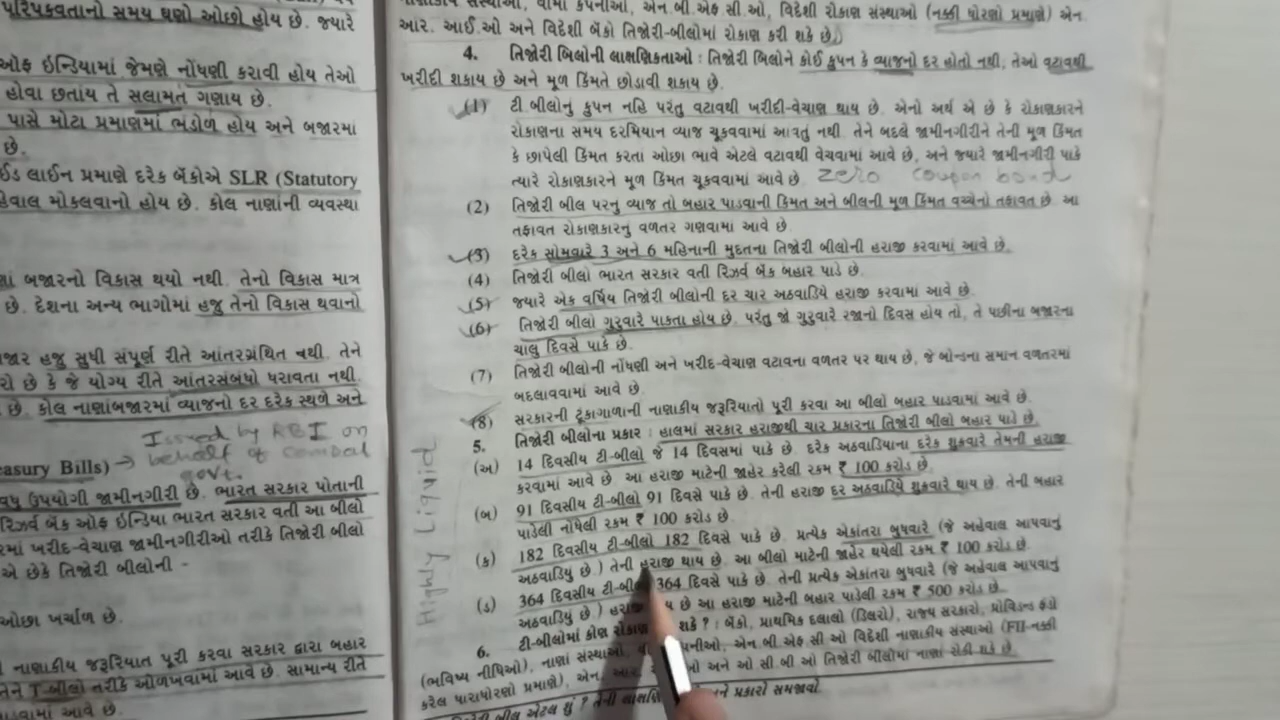 પરિપક્વતાનો સમય ઘણો ઓછો હોય છે. જ્યારે
ઓફ ઇન્ડિયામાં જેમણે નોંધણી કરાવી હોય તેઓ
હોવા છતાંય તે સલામત ગણાય છે.
પાસે મોટા પ્રમાણમાં ભંડોળ હોય અને બજારમાં
છે.
ઈડ લાઈન પ્રમાણે દરેક બૅંકોએ SLR (Statutory
હેવાલ મોકલવાનો હોય છે. કોલ નાણાંની વ્યવસ્થા
બજારનો વિકાસ થયો નથી. તેનો વિકાસ માત્ર
છે. દેશના અન્ય ભાગોમાં હજુ તેનો વિકાસ થવાનો
હજુ સુધી સંપૂર્ણ રીતે આંતરગ્રંથિત નથી. તેને
છે કે જે યોગ્ય રીતે આંતરસંબંધો ધરાવતા નથી.
છે. કોલ નાણાંબજારમાં વ્યાજનો દર દરેક સ્થળે અને
Issued by RBI on
behalf of
govt.
easury Bills)
વધુ ઉપયોગી જામીનગીરી છે. ભારત સરકાર પોતાની
રિઝર્વ બૅંક ઓફ ઇન્ડિયા ભારત સરકાર વતી આ બીલો
ખરીદ-વેચાણ જામીનગીરીઓ તરીકે તિજોરી બીલો
એ છેકે તિજોરી બીલોની -
ઓછા ખર્ચાળ છે.
નાણાકીય જરૂરિયાત પૂરી કરવા સરકાર દ્વારા બહાર
તેને T-બીલો તરીકે ઓળખવામાં આવે છે. સામાન્ય રીતે
આવે છે.
નાણાકીય સંસ્થાઓ, વીમા કંપનીઓ, એન બી એફ સી ઓ, વિદેશી રોકાણ સંસ્થાઓ (નક્કી ધોરણો પ્રમાણે) એન
આર. આઈ.ઓ અને વિદેશી બૅંકો તિજોરી-બીલોમાં રોકાણ કરી શકે છે.
4. તિજોરી બિલોની લાક્ષણિકતાઓ : તિજોરી બિલોને કોઈ કુપન કે વ્યાજનો દર હોતો નથી, તેઓ વટાવથી
ખરીદી શકાય છે અને મૂળ કિંમતે છોડાવી શકાય છે.
(1) ટી બીલોનુ કુપન નહિ પરંતુ વટાવથી ખરીદી-વેચાણ થાય છે. એનો અર્થ એ છે કે રોકાણકારને
રોકાણના સમય દરમિયાન વ્યાજ ચૂકવવામાં આવતું નથી. તેને બદલે જામીનગીરીને તેની મૂળ કિંમત
કે છાપેલી કિંમત કરતાં ઓછા ભાવે એટલે વટાવથી વેચવામાં આવે છે, અને જ્યારે જામીનગીરી પાકે
ત્યારે રોકાણકારને મૂળ કિંમત ચૂકવવામાં આવે છે. zero coupon bond
(2) તિજોરી બીલ પરનુ વ્યાજ તો બહાર પાડવાની કિંમત અને બીલની મૂળ કિંમત વચ્ચેનો તફાવત છે. આ
તફાવત રોકાણકારનુ વળતર ગણવામાં આવે છે.
(3) દરેક સોમવારે 3 અને 6 મહિનાની મુદતના તિજોરી બીલોની હરાજી કરવામાં આવે છે.
(4) તિજોરી બીલો ભારત સરકાર વતી રિઝર્વ બૅંક બહાર પાડે છે.
(5) જ્યારે એક વર્ષિય તિજોરી બીલોની દર ચાર અઠવાડિયે હરાજી કરવામાં આવે છે.
(6) તિજોરી બીલો ગુરુવારે પાકતા હોય છે. પરંતુ જો ગુરુવારે રજાનો દિવસ હોય તો, તે પછીના બજારના
ચાલુ દિવસે પાકે છે.
(7) તિજોરી બીલોની નોંધણી અને ખરીદ-વેચાણ વટાવના વળતર પર થાય છે, જે બોન્ડના સમાન વળતરમાં
બદલાવવામાં આવે છે.
(8) સરકારની ટૂંકાગાળાની નાણાકીય જરૂરિયાતો પૂરી કરવા આ બીલો બહાર પાડવામાં આવે છે.
5. તિજોરી બીલોના પ્રકાર : હાલમાં સરકાર હરાજીથી ચાર પ્રકારના તિજોરી બીલો બહાર પાડે છે.
(અ) 14 દિવસીય ટી-બીલો જે 14 દિવસમાં પાકે છે. દરેક અઠવાડિયાના દરેક શુક્રવારે તેમની હરાજી
કરવામાં આવે છે. આ હરાજી માટેની જાહેર કરેલી રકમ ₹ 100 કરોડ છે.
(બ) 91 દિવસીય ટી-બીલો 91 દિવસે પાકે છે. તેની હરાજી દર અઠવાડિયે શુક્રવારે થાય છે. તેની બહાર
પાડેલી નોંધેલી રકમ ₹ 100 કરોડ છે.
(ક) 182 દિવસીય ટી-બીલો 182 દિવસે પાકે છે. પ્રત્યેક એકાંતરા બુધવારે (જે અહેવાલ આપવાનું
અઠવાડિયું છે.) તેની હરાજી થાય છે. આ બીલો માટેની જાહેર થયેલી રકમ ₹ 100 કરોડ છે.
(ડ) 364 દિવસીય ટી-બીલો 364 દિવસે પાકે છે. તેની પ્રત્યેક એકાંતરા બુધવારે (જે અહેવાલ આપવાનું
અઠવાડિયું છે ) છે આ હરાજી માટેની બહાર પાડેલી રકમ ₹ 500 કરોડ છે.
6. ટી-બીલોમાં કોણ રોકાણ શકે ? : બૅંકો, પ્રાથમિક દલાલો (ડિલરો), રાજ્ય સરકારો, પ્રોવિડન્ડ ફંડો
(ભવિષ્ય નીધિઓ), નાણાં સંસ્થાઓ, એન બી એફ સી ઓ વિદેશી નાણાકીય સંસ્થાઓ (FII-નક્કી
કરેલ ધારાધોરણો પ્રમાણે), એન. આર. અને ઓ સી બી ઓ તિજોરી બીલોમાં નાણાં રોકી શકે છે.
બીલ એટલે શું ? તેની પ્રકારો સમજાવો
Highly Liquid